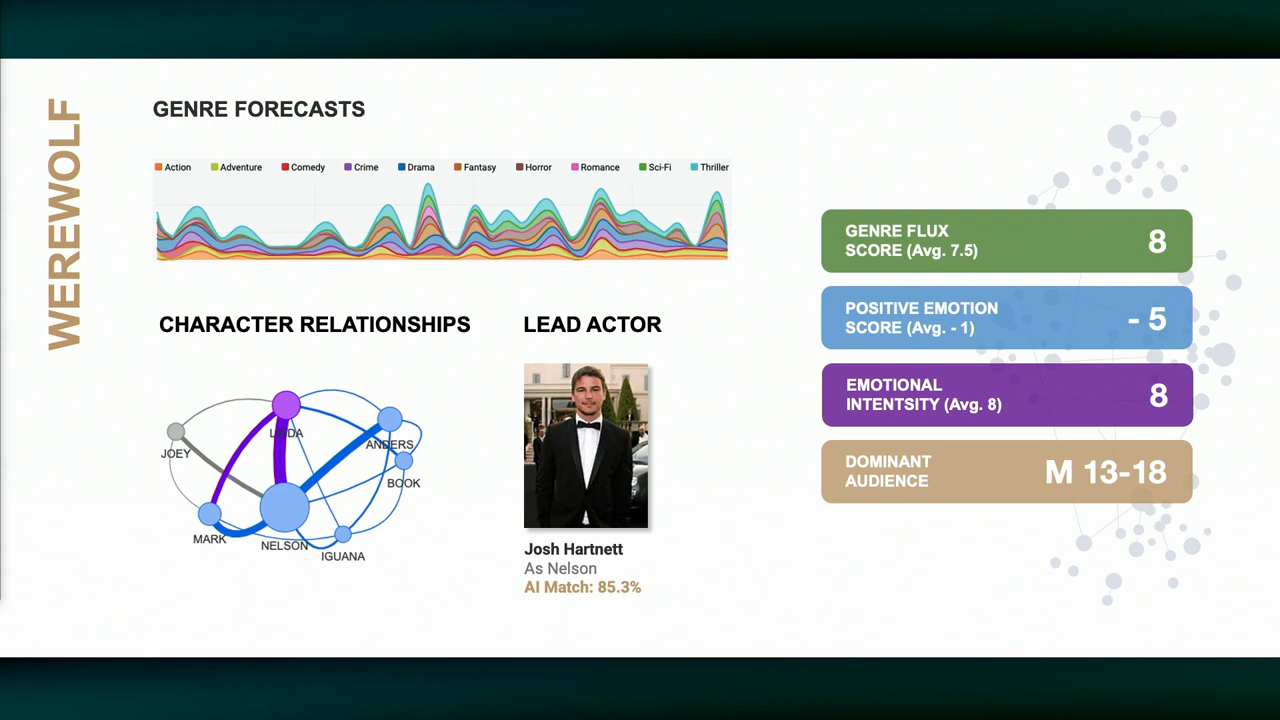 WEREWOLF
GENRE FORECASTS
Action Adventure Comedy Crime Drama Fantasy Horror Romance Sci-Fi Thriller
CHARACTER RELATIONSHIPS
LINDA
ANDERS
JOEY
BOOK
MARK
NELSON
IGUANA
LEAD ACTOR
Josh Hartnett
As Nelson
AI Match: 85.3%
GENRE FLUX
SCORE (Avg. 7.5)
8
POSITIVE EMOTION
SCORE (Avg. - 1)
- 5
EMOTIONAL
INTENTSITY (Avg. 8)
8
DOMINANT
AUDIENCE
M 13-18